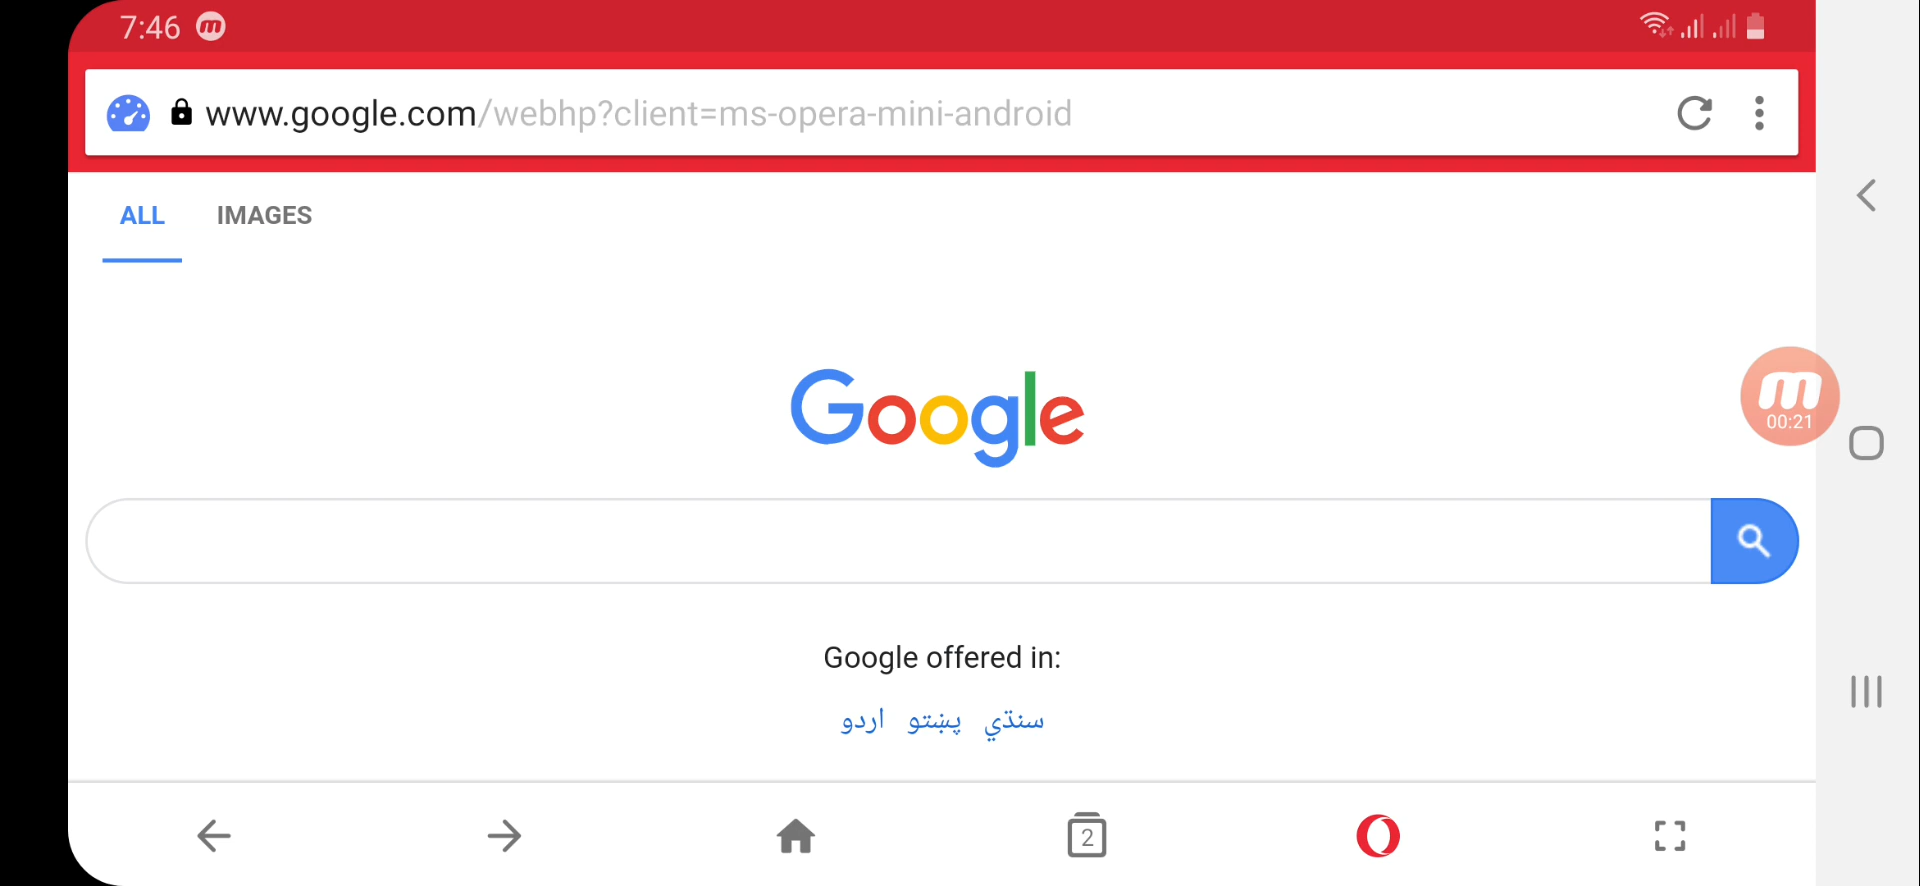 7:46
www.google.com/webhp?client=ms-opera-mini-android
ALL IMAGES
Google
00:21
Google offered in:
اردو پښتو سنڌي
2